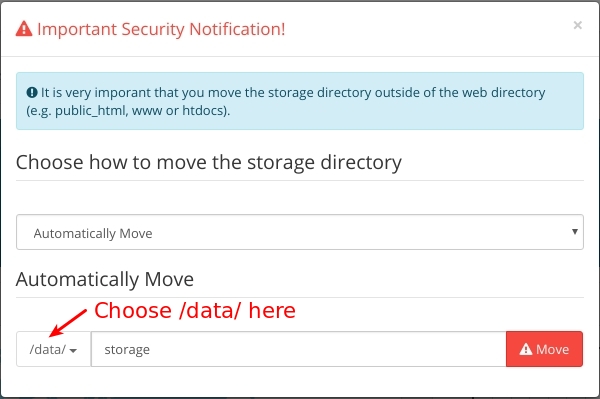 Important Security Notification!
×
It is very imporant that you move the storage directory outside of the web directory
(e.g. public_html, www or htdocs).
Choose how to move the storage directory
Automatically Move
Automatically Move
Choose /data/ here
/data/
storage
Move